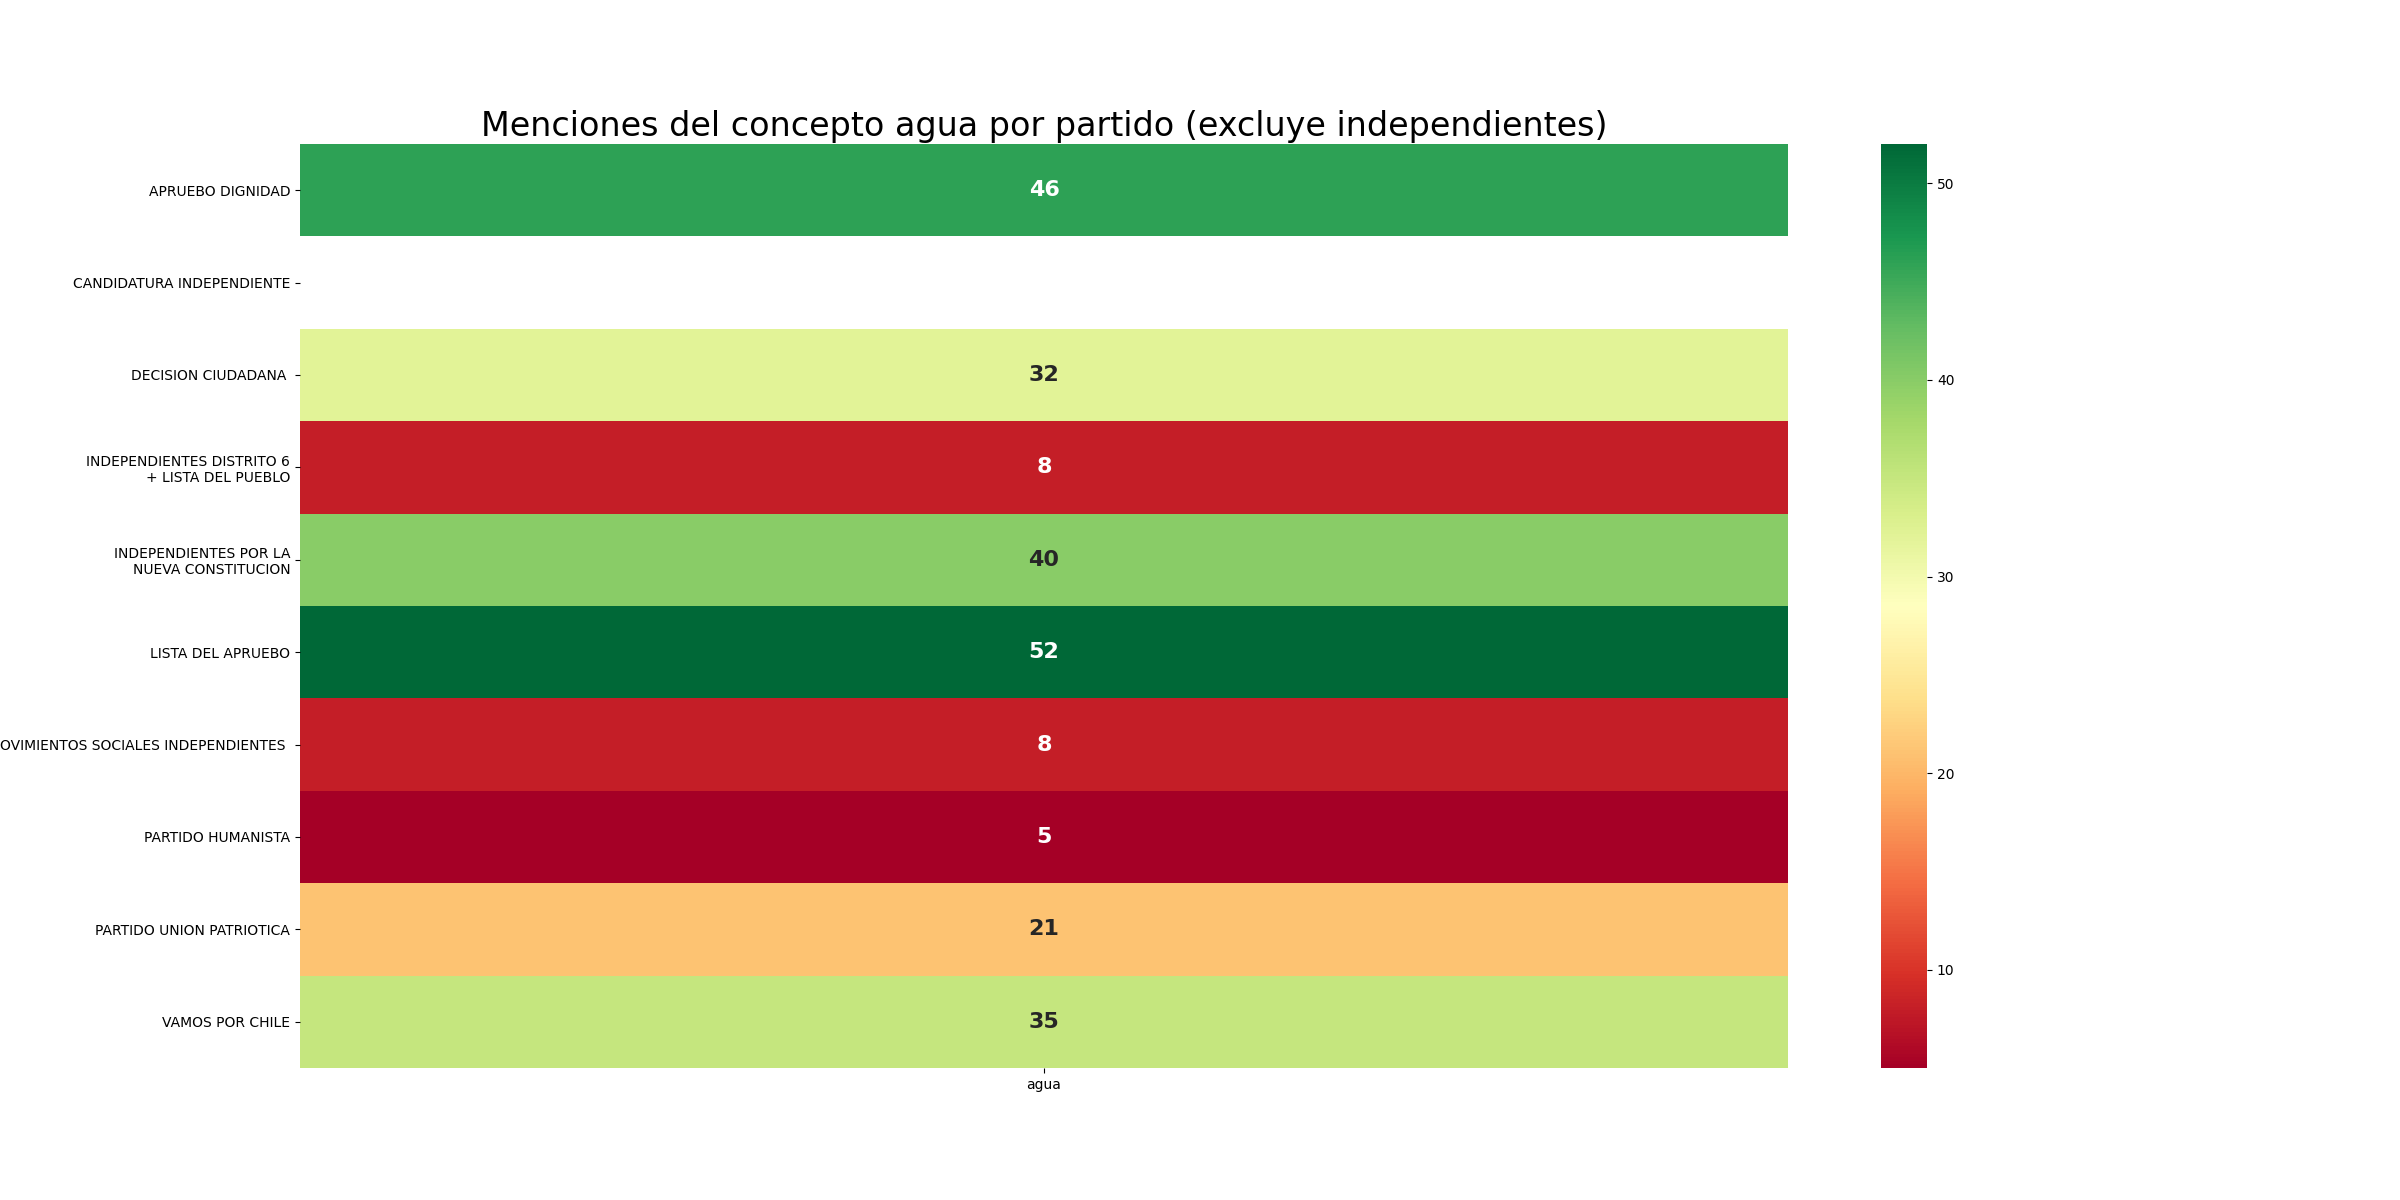 Menciones del concepto agua por partido (excluye independientes)
APRUEBO DIGNIDAD
46
CANDIDATURA INDEPENDIENTE
DECISION CIUDADANA
32
INDEPENDIENTES DISTRITO 6
+ LISTA DEL PUEBLO
8
INDEPENDIENTES POR LA
NUEVA CONSTITUCION
40
LISTA DEL APRUEBO
52
OVIMIENTOS SOCIALES INDEPENDIENTES
8
PARTIDO HUMANISTA
5
PARTIDO UNION PATRIOTICA
21
VAMOS POR CHILE
35
agua
50
40
30
20
10